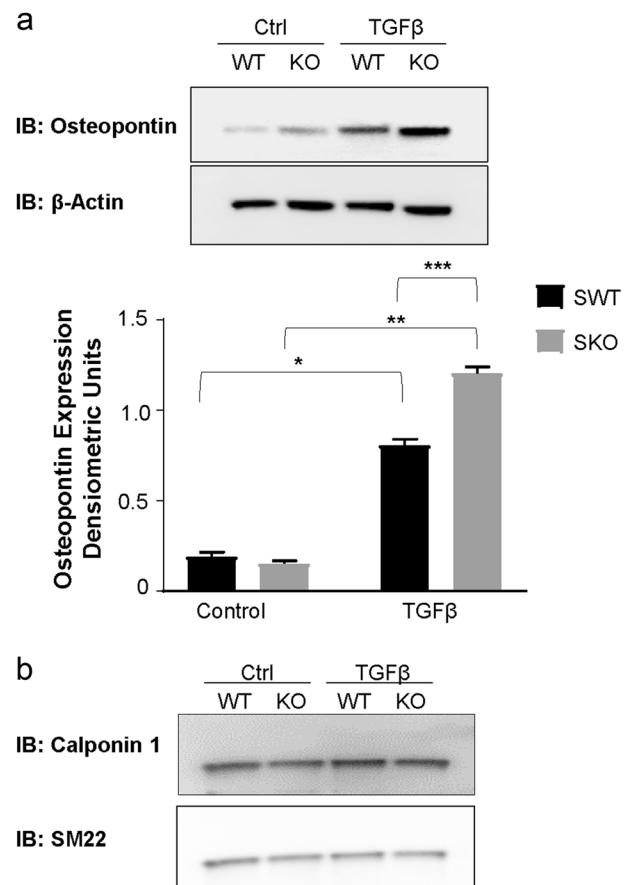 a
Ctrl TGFβ
WT KO WT KO
IB: Osteopontin
IB: β-Actin
***
SWT
SKO
**
*
Osteopontin Expression
Densiometric Units
1.5
1.0
0.5
0
Control TGFβ
b
Ctrl TGFβ
WT KO WT KO
IB: Calponin 1
IB: SM22